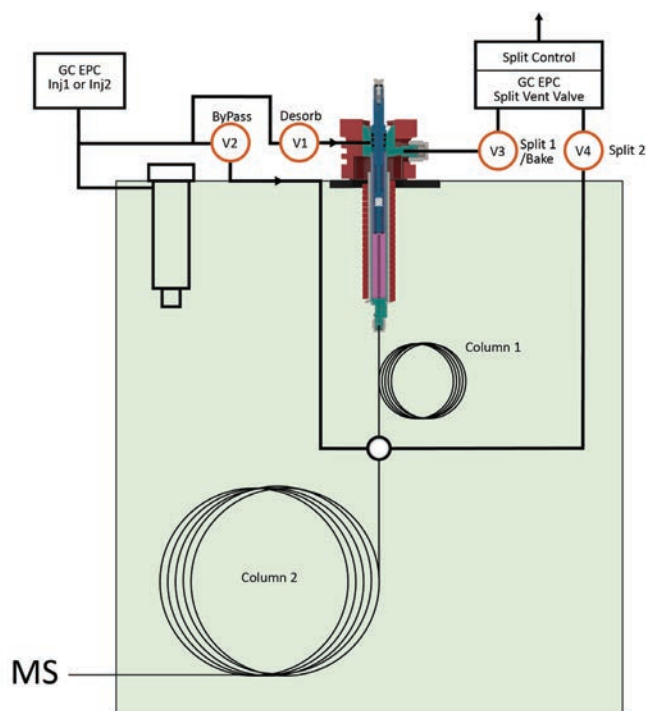 GC EPC
Inj1 or Inj2
ByPass
V2
Desorb
V1
Split Control
GC EPC
Split Vent Valve
V3
Split 1
/Bake
V4
Split 2
Column 1
Column 2
MS